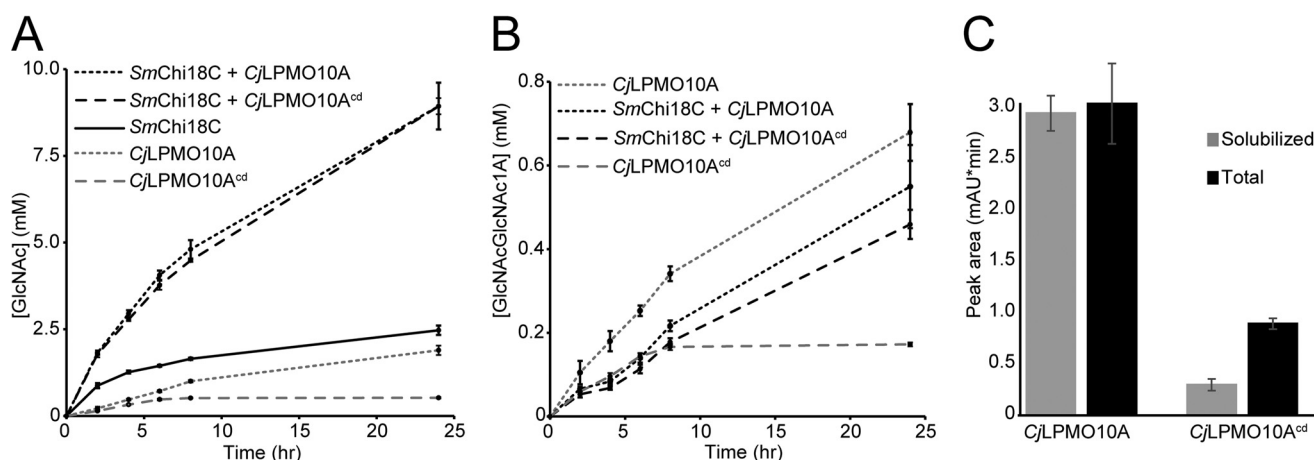 A
SmChi18C + CjLPMO10A
SmChi18C + CjLPMO10Aᶜᵈ
SmChi18C
CjLPMO10A
CjLPMO10Aᶜᵈ
[GlcNAc] (mM)
10.0
7.5
5.0
2.5
0
0 5 10 15 20 25
Time (hr)
B
CjLPMO10A
SmChi18C + CjLPMO10A
SmChi18C + CjLPMO10Aᶜᵈ
CjLPMO10Aᶜᵈ
[GlcNAcGlcNAc1A] (mM)
0.8
0.6
0.4
0.2
0
0 5 10 15 20 25
Time (hr)
C
Solubilized
Total
Peak area (mAU*min)
3.0
2.5
2.0
1.5
1.0
0.5
0
CjLPMO10A CjLPMO10Aᶜᵈ